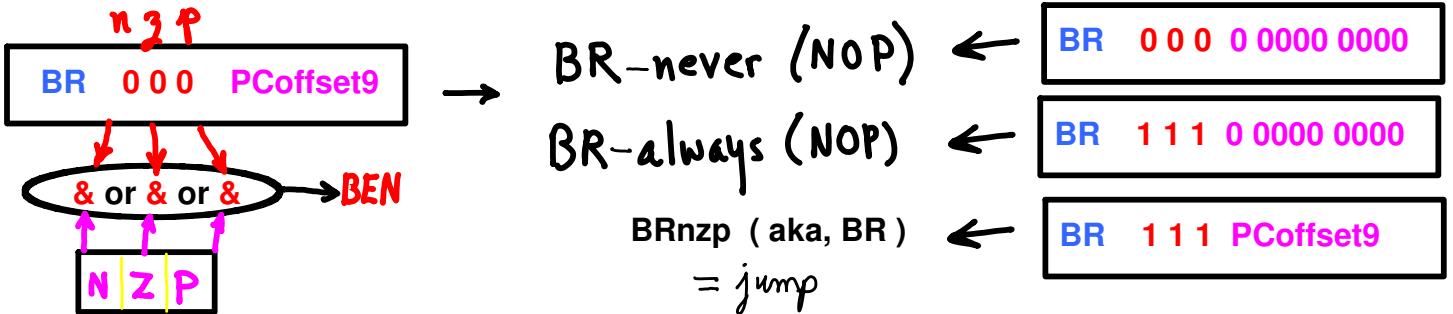 n z p
BR 0 0 0 PCoffset9
& or & or &
BEN
N Z P
BR-never (NOP)
BR-always (NOP)
BRnzp ( aka, BR )
= jump
BR 0 0 0 0 0000 0000
BR 1 1 1 0 0000 0000
BR 1 1 1 PCoffset9